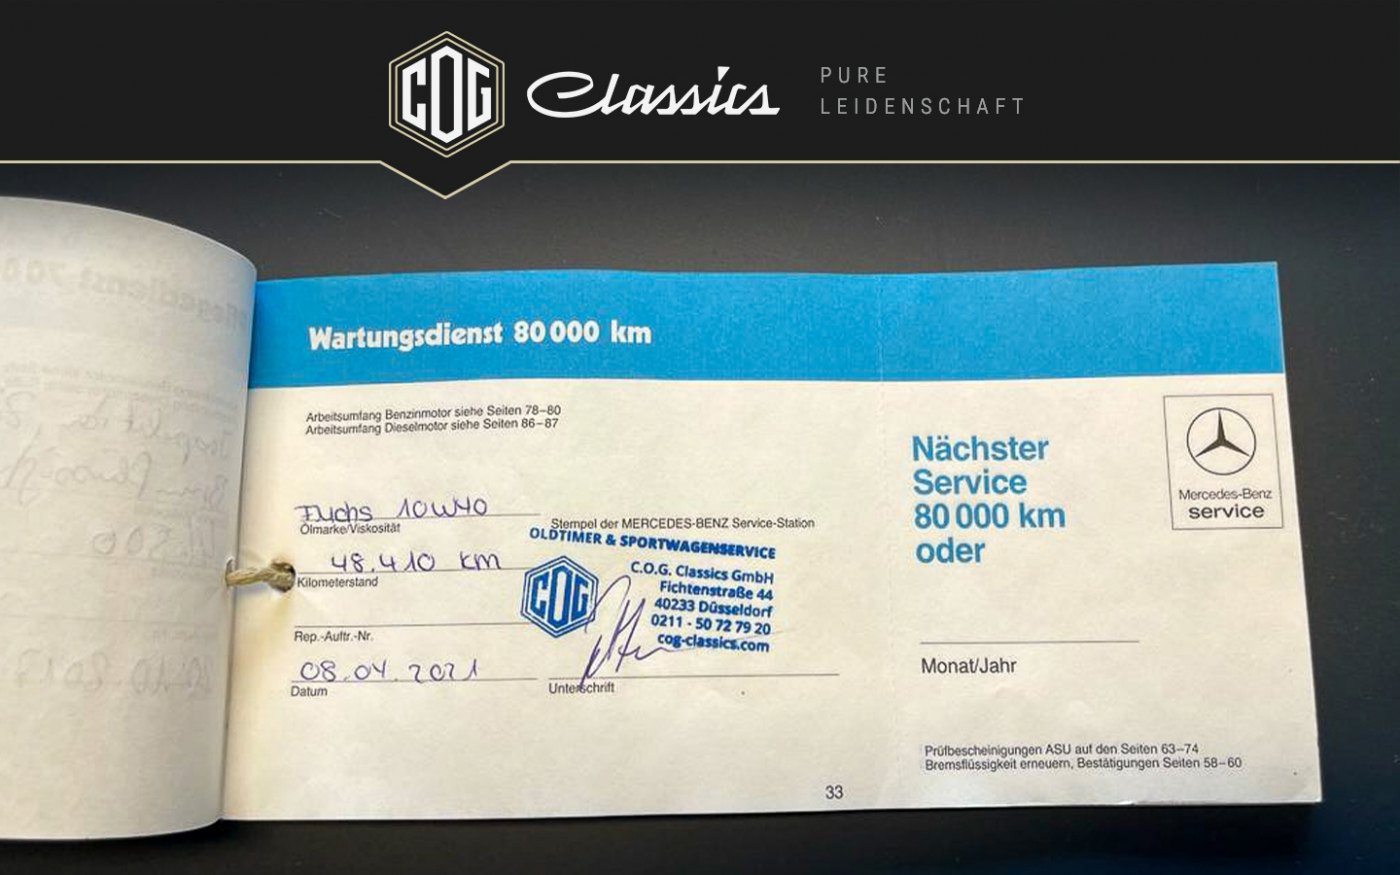 COG Classics PURE
LEIDENSCHAFT
Wartungsdienst 80 000 km
Arbeitsumfang Benzinmotor siehe Seiten 78–80
Arbeitsumfang Dieselmotor siehe Seiten 86–87
Fuchs 10W40
Ölmarke/Viskosität
48.410 km
Kilometerstand
Rep.-Auftr.-Nr.
08.04.2021
Datum
Stempel der MERCEDES-BENZ Service-Station
OLDTIMER & SPORTWAGENSERVICE
COG
C.O.G. Classics GmbH
Fichtenstraße 44
40233 Düsseldorf
0211 - 50 72 79 20
cog-classics.com
Unterschrift
Nächster
Service
80 000 km
oder
Mercedes-Benz
service
Monat/Jahr
Prüfbescheinigungen ASU auf den Seiten 63–74
Bremsflüssigkeit erneuern, Bestätigungen Seiten 58–60
33